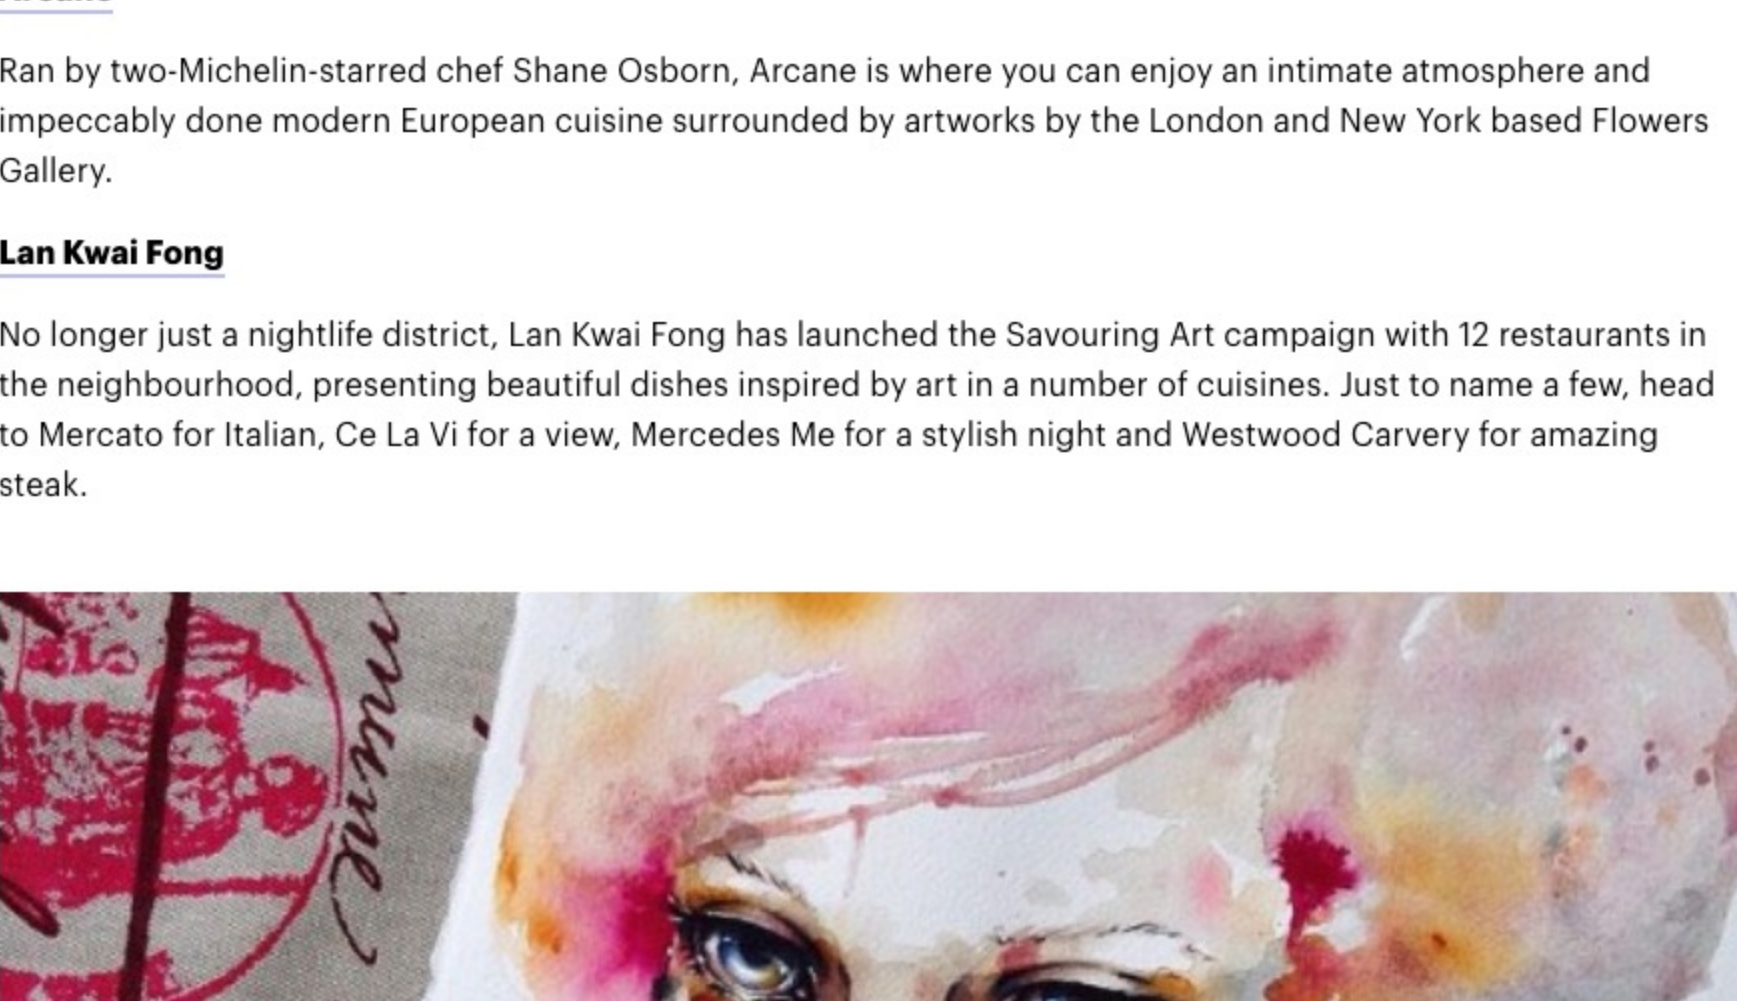 Ran by two-Michelin-starred chef Shane Osborn, Arcane is where you can enjoy an intimate atmosphere and
impeccably done modern European cuisine surrounded by artworks by the London and New York based Flowers
Gallery.
Lan Kwai Fong
No longer just a nightlife district, Lan Kwai Fong has launched the Savouring Art campaign with 12 restaurants in
the neighbourhood, presenting beautiful dishes inspired by art in a number of cuisines. Just to name a few, head
to Mercato for Italian, Ce La Vi for a view, Mercedes Me for a stylish night and Westwood Carvery for amazing
steak.